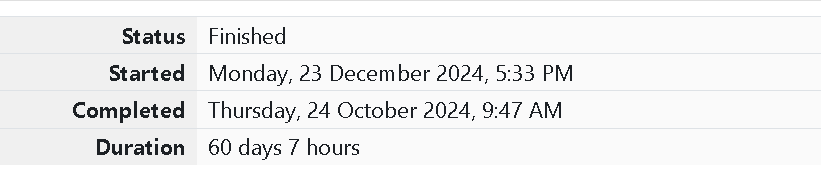 Status Finished
Started Monday, 23 December 2024, 5:33 PM
Completed Thursday, 24 October 2024, 9:47 AM
Duration 60 days 7 hours